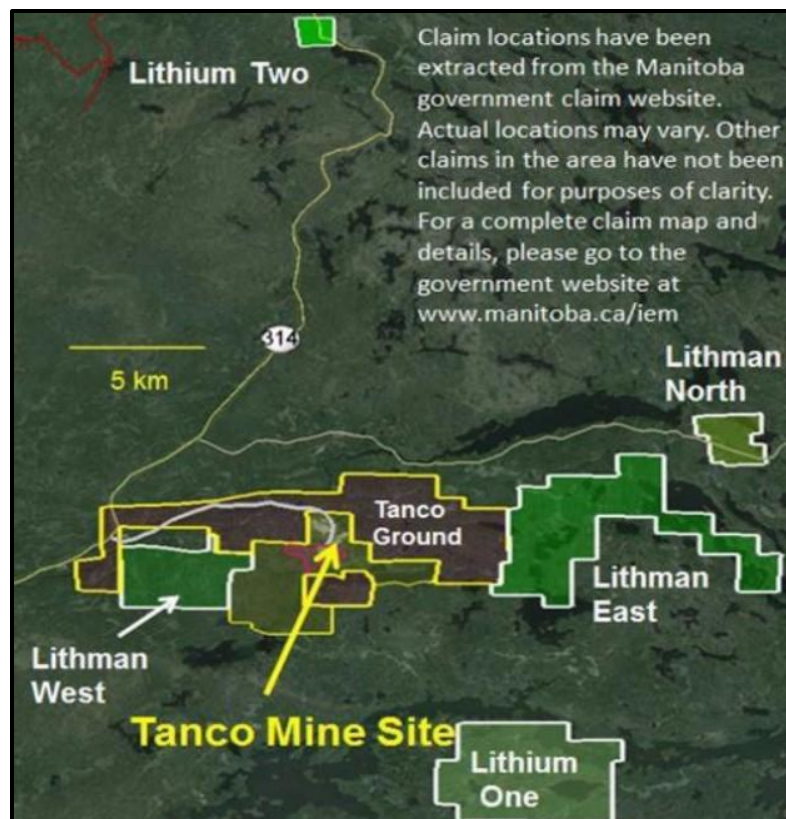 Claim locations have been
extracted from the Manitoba
government claim website.
Actual locations may vary. Other
claims in the area have not been
included for purposes of clarity.
For a complete claim map and
details, please go to the
government website at
www.manitoba.ca/iem
Lithium Two
314
5 km
Lithman
North
Tanco
Ground
Lithman
East
Lithman
West
Tanco Mine Site
Lithium
One